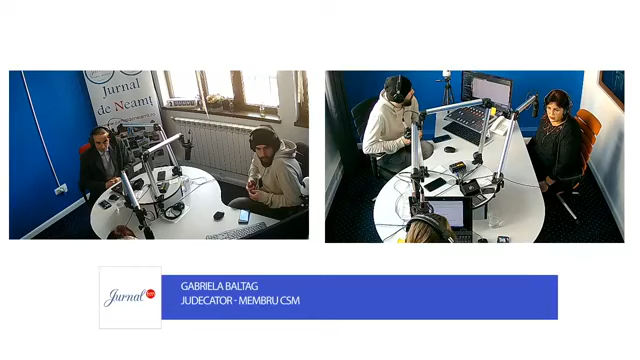 Jurnal
de Neamț
Jurnal
GABRIELA BALTAG
JUDECATOR - MEMBRU CSM